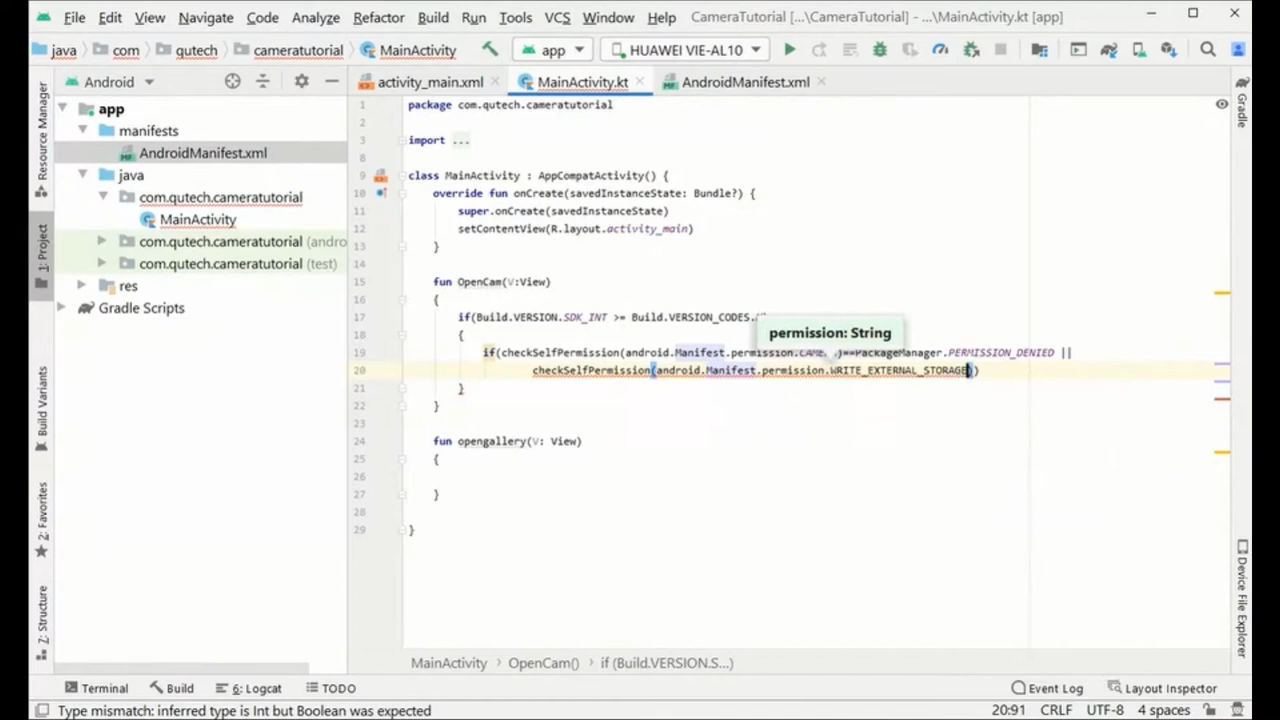 File Edit View Navigate Code Analyze Refactor Build Run Tools VCS Window Help CameraTutorial [...\CameraTutorial] - ...\MainActivity.kt [app]
java com qutech cameratutorial MainActivity app HUAWEI VIE-AL10
Android activity_main.xml MainActivity.kt AndroidManifest.xml
Resource Manager
1: Project
Build Variants
2: Favorites
7: Structure
app
manifests
AndroidManifest.xml
java
com.qutech.cameratutorial
MainActivity
com.qutech.cameratutorial (andro
com.qutech.cameratutorial (test)
res
Gradle Scripts
1 package com.qutech.cameratutorial
2
3 import ...
8
9 class MainActivity : AppCompatActivity() {
10 override fun onCreate(savedInstanceState: Bundle?) {
11 super.onCreate(savedInstanceState)
12 setContentView(R.layout.activity_main)
13 }
14
15 fun OpenCam(V:View)
16 {
17 if(Build.VERSION.SDK_INT >= Build.VERSION_CODES.
permission: String
18 {
19 if(checkSelfPermission(android.Manifest.permission.CAME )==PackageManager.PERMISSION_DENIED ||
20 checkSelfPermission(android.Manifest.permission.WRITE_EXTERNAL_STORAGE))
21 }
22 }
23
24 fun opengallery(V: View)
25 {
26
27 }
28
29 }
Gradle
Device File Explorer
MainActivity OpenCam() if (Build.VERSION.S...)
Terminal Build 6: Logcat TODO Event Log Layout Inspector
Type mismatch: inferred type is Int but Boolean was expected 20:91 CRLF UTF-8 4 spaces